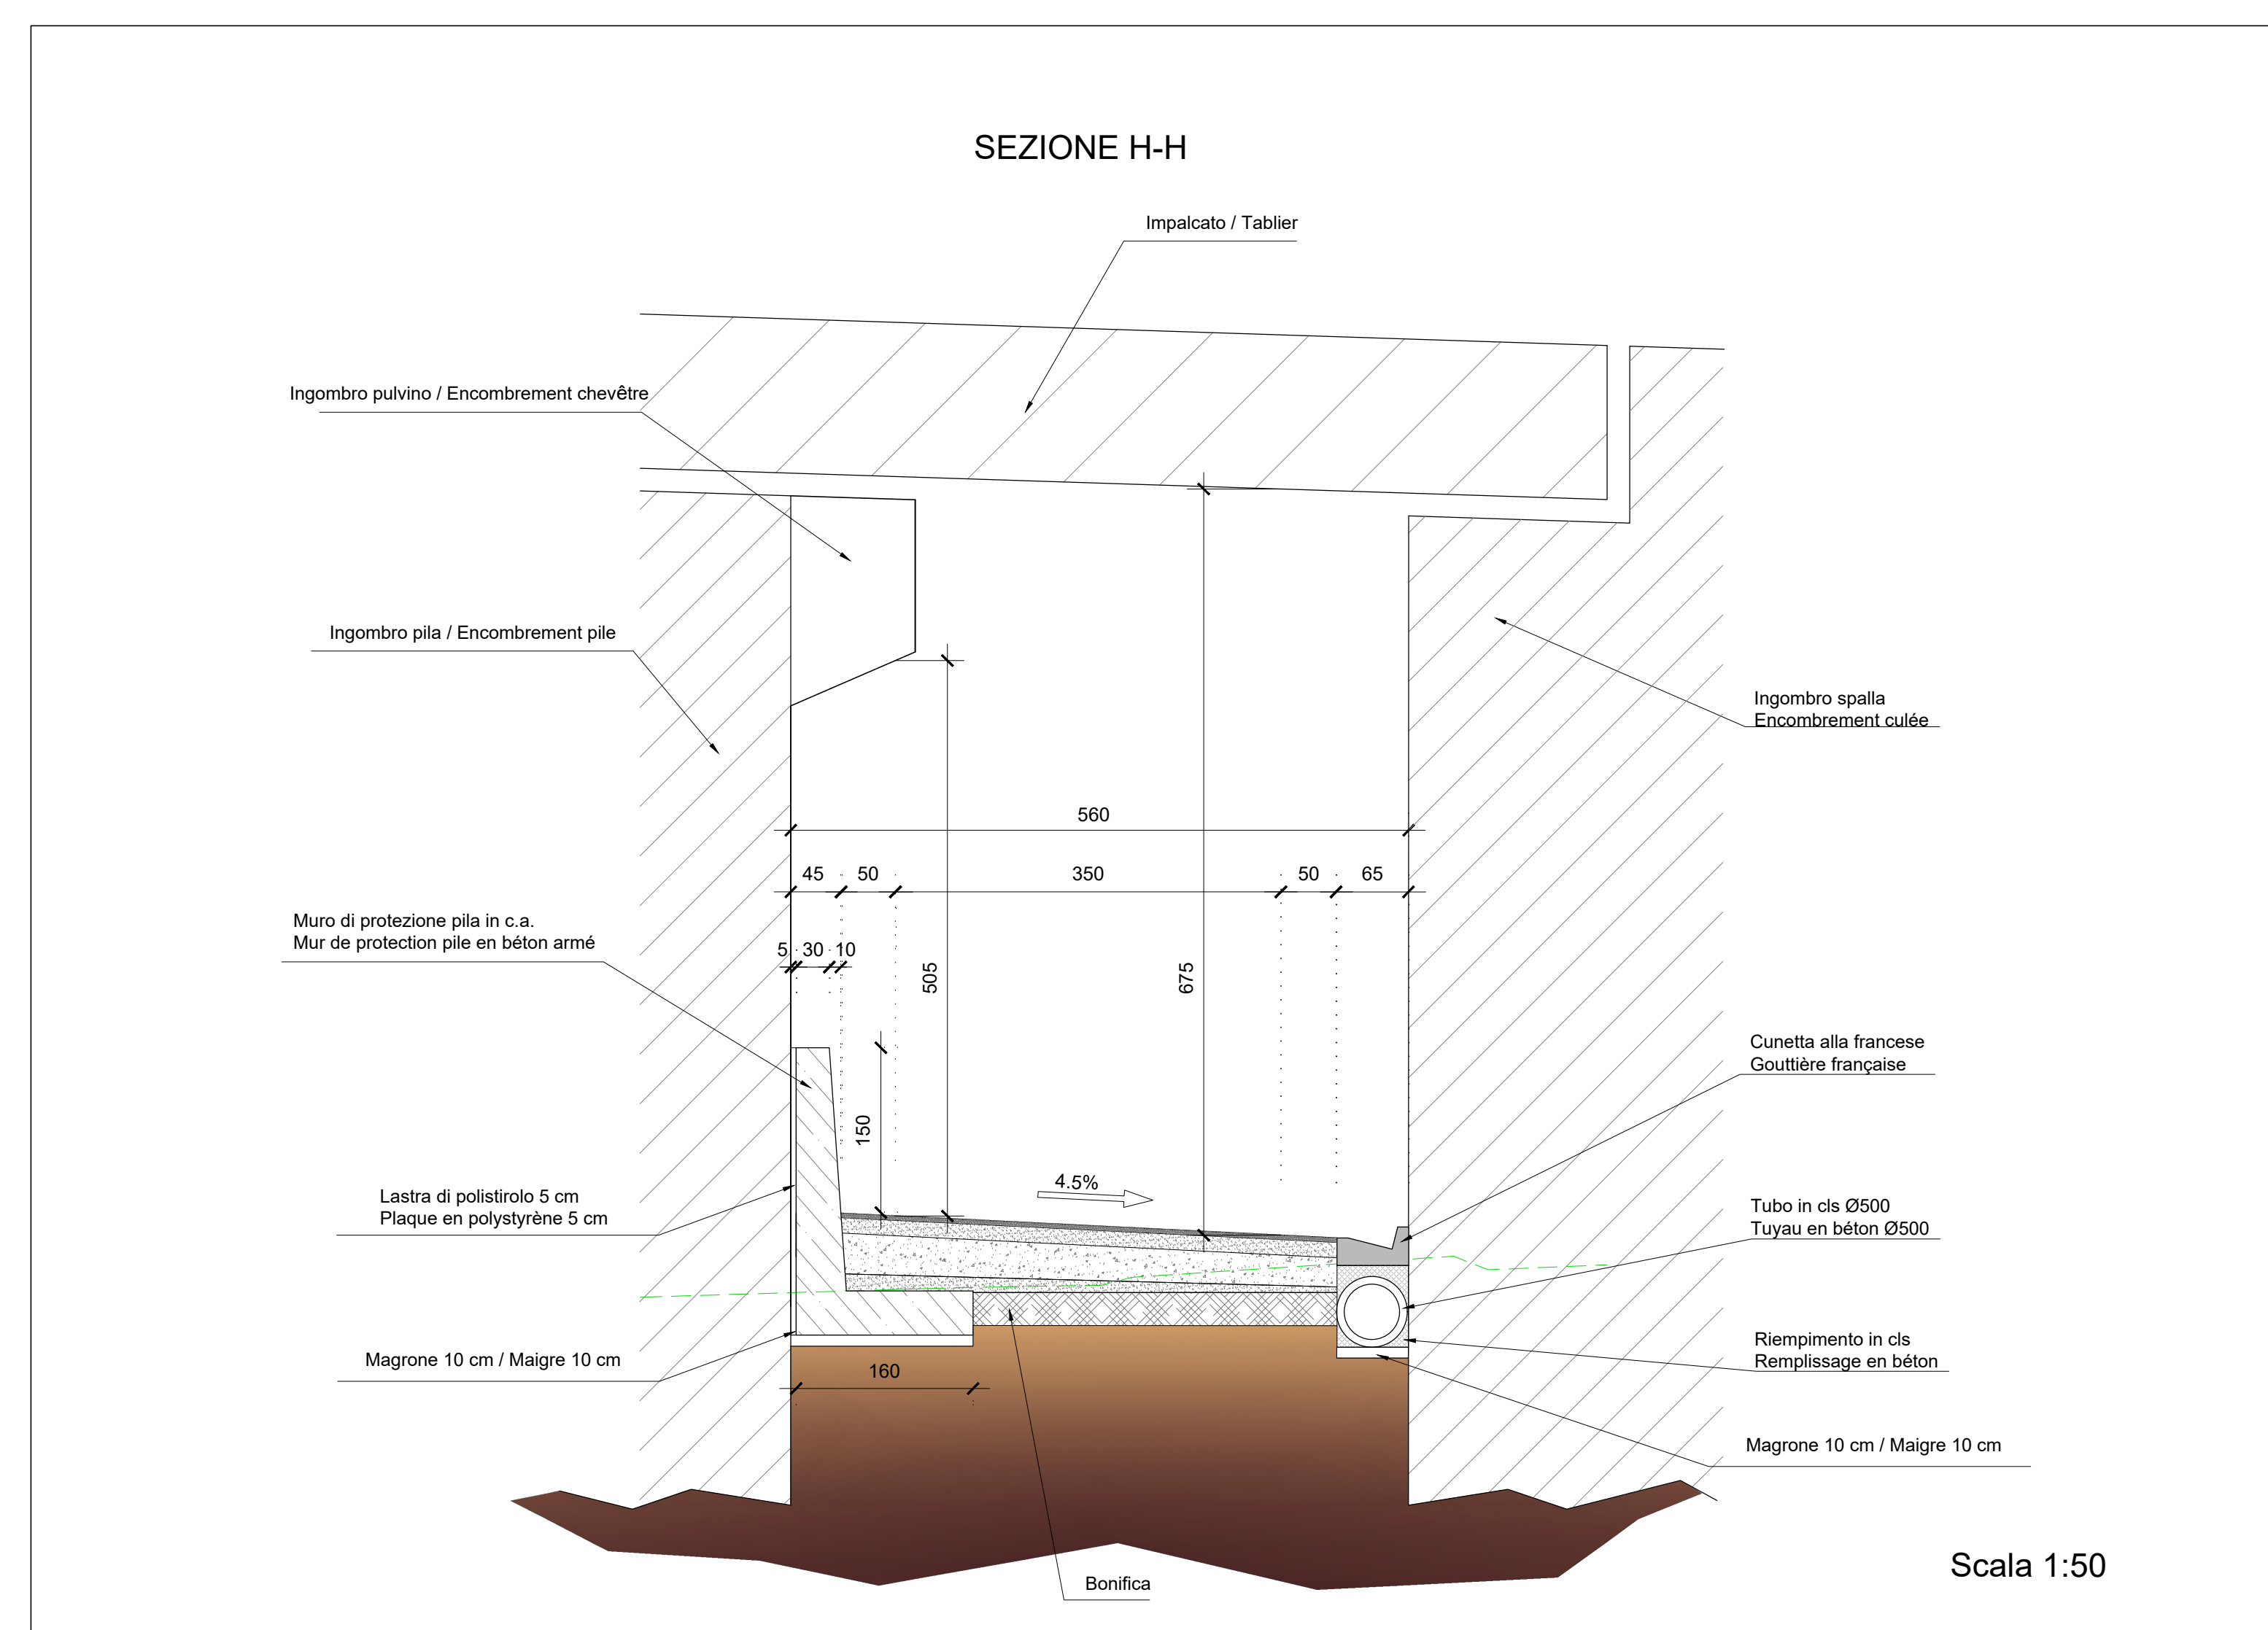 SEZIONE H-H
Impalcato / Tablier
Ingombro pulvino / Encombrement chevêtre
Ingombro pila / Encombrement pile
Ingombro spalla
Encombrement culée
560
45
50
350
50
65
Muro di protezione pila in c.a.
Mur de protection pile en béton armé
5
30
10
505
675
Cunetta alla francese
Gouttière française
150
4.5%
Lastra di polistirolo 5 cm
Plaque en polystyrène 5 cm
Tubo in cls Ø500
Tuyau en béton Ø500
Magrone 10 cm / Maigre 10 cm
160
Riempimento in cls
Remplissage en béton
Magrone 10 cm / Maigre 10 cm
Scala 1:50
Bonifica